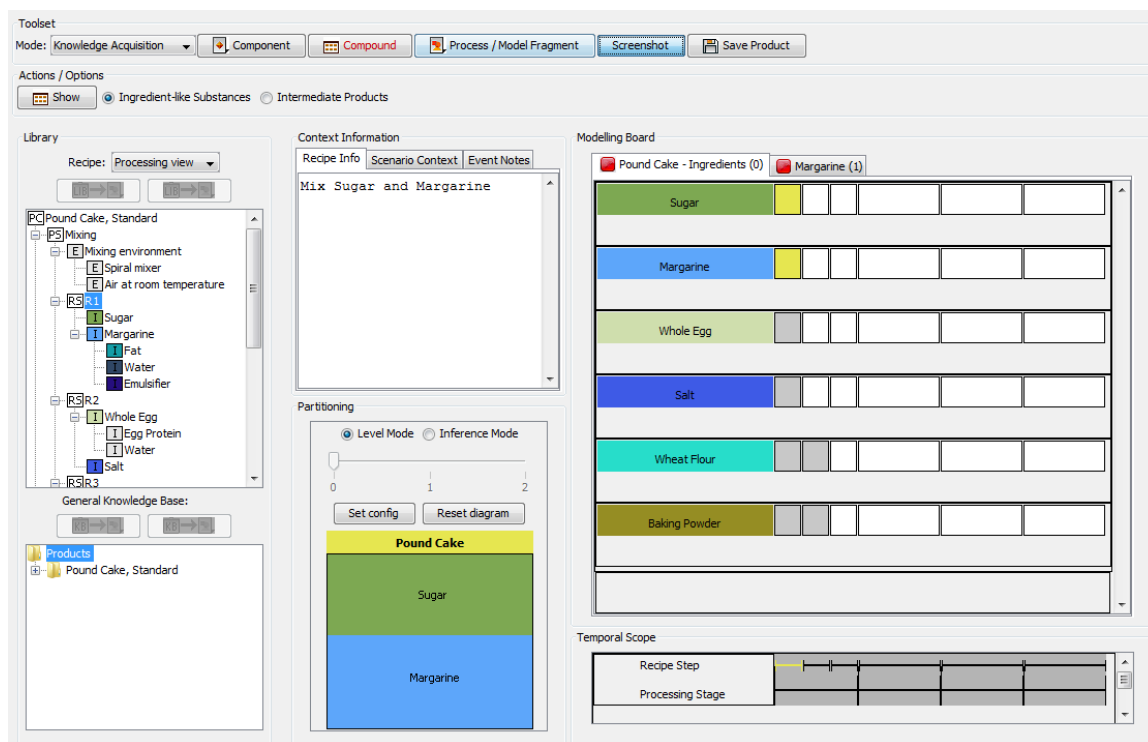 Toolset
Mode: Knowledge Acquisition Component Compound Process / Model Fragment Screenshot Save Product
Actions / Options
Show Ingredient-like Substances Intermediate Products
Library
Recipe: Processing view
PC Pound Cake, Standard
PS Mixing
E Mixing environment
E Spiral mixer
E Air at room temperature
RS R1
I Sugar
I Margarine
I Fat
I Water
I Emulsifier
RS R2
I Whole Egg
I Egg Protein
I Water
I Salt
RS R3
General Knowledge Base:
KB KB
Products
Pound Cake, Standard
Context Information
Recipe Info Scenario Context Event Notes
Mix Sugar and Margarine
Partitioning
Level Mode Inference Mode
0 1 2
Set config Reset diagram
Pound Cake
Sugar
Margarine
Modelling Board
Pound Cake - Ingredients (0) Margarine (1)
Sugar
Margarine
Whole Egg
Salt
Wheat Flour
Baking Powder
Temporal Scope
Recipe Step
Processing Stage